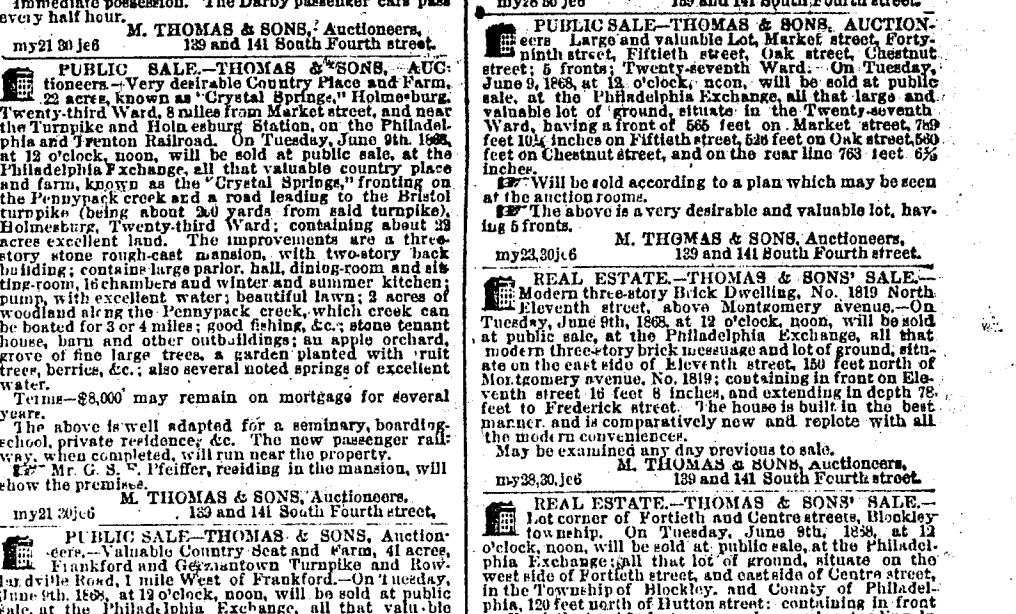 Immediate possession. The Darby passenger cars pass
every half hour.
M. THOMAS & SONS, Auctioneers,
my21 30 je6 139 and 141 South Fourth street.
PUBLIC SALE.—THOMAS & SONS, AUC-
tioneers.—Very desirable Country Place and Farm,
22 acres, known as "Crystal Springs," Holmesburg,
Twenty-third Ward, 8 miles from Market street, and near
the Turnpike and Holmesburg Station, on the Philadel-
phia and Trenton Railroad. On Tuesday, June 9th, 1868,
at 12 o'clock, noon, will be sold at public sale, at the
Philadelphia Exchange, all that valuable country place
and farm, known as the "Crystal Springs," fronting on
the Pennypack creek and a road leading to the Bristol
turnpike (being about 200 yards from said turnpike),
Holmesburg, Twenty-third Ward; containing about 22
acres excellent land. The improvements are a three-
story stone rough-cast mansion, with two-story back
building; contains large parlor, hall, dining-room and sit-
ting-room, 16 chambers and winter and summer kitchen;
pump, with excellent water; beautiful lawn; 2 acres of
woodland along the Pennypack creek, which creek can
be boated for 3 or 4 miles; good fishing, &c.; stone tenant
house, barn and other outbuildings; an apple orchard,
grove of fine large trees, a garden planted with fruit
trees, berries, &c.; also several noted springs of excellent
water.
Terms—$8,000 may remain on mortgage for several
years.
The above is well adapted for a seminary, boarding-
school, private residence, &c. The new passenger rail-
way, when completed, will run near the property.
☞ Mr. G. S. F. Pfeiffer, residing in the mansion, will
show the premises.
M. THOMAS & SONS, Auctioneers,
my21 30je6 139 and 141 South Fourth street.
PUBLIC SALE—THOMAS & SONS, Auction-
eers.—Valuable Country Seat and Farm, 41 acres,
Frankford and Germantown Turnpike and Row-
landville Road, 1 mile West of Frankford.—On Tuesday,
June 9th, 1868, at 12 o'clock, noon, will be sold at public
sale, at the Philadelphia Exchange, all that valuable
my28 30 je6 139 and 141 South Fourth street.
PUBLIC SALE—THOMAS & SONS, AUCTION-
eers Large and valuable Lot, Market street, Forty-
ninth street, Fiftieth street, Oak street, Chestnut
street; 5 fronts; Twenty-seventh Ward. On Tuesday,
June 9, 1868, at 12 o'clock, noon, will be sold at public
sale, at the Philadelphia Exchange, all that large and
valuable lot of ground, situate in the Twenty-seventh
Ward, having a front of 565 feet on Market street, 789
feet 10¼ inches on Fiftieth street, 526 feet on Oak street, 560
feet on Chestnut street, and on the rear line 763 feet 6⅝
inches.
☞ Will be sold according to a plan which may be seen
at the auction rooms.
☞ The above is a very desirable and valuable lot, hav-
ing 5 fronts.
M. THOMAS & SONS, Auctioneers,
my23,30je6 139 and 141 South Fourth street.
REAL ESTATE.—THOMAS & SONS' SALE.—
Modern three-story Brick Dwelling, No. 1819 North
Eleventh street, above Montgomery avenue.—On
Tuesday, June 9th, 1868, at 12 o'clock, noon, will be sold
at public sale, at the Philadelphia Exchange, all that
modern three-story brick messuage and lot of ground, situ-
ate on the east side of Eleventh street, 150 feet north of
Montgomery avenue, No. 1819; containing in front on Ele-
venth street 16 feet 8 inches, and extending in depth 78
feet to Frederick street. The house is built in the best
manner, and is comparatively new and replete with all
the modern conveniences.
May be examined any day previous to sale.
M. THOMAS & SONS, Auctioneers,
my28,30,je6 139 and 141 South Fourth street.
REAL ESTATE.—THOMAS & SONS' SALE.—
Lot corner of Fortieth and Centre streets, Blockley
township. On Tuesday, June 9th, 1868, at 12
o'clock, noon, will be sold at public sale, at the Philadel-
phia Exchange, all that lot of ground, situate on the
west side of Fortieth street, and east side of Centre street,
in the Township of Blockley, and County of Philadel-
phia, 120 feet north of Hutton street; containing in front